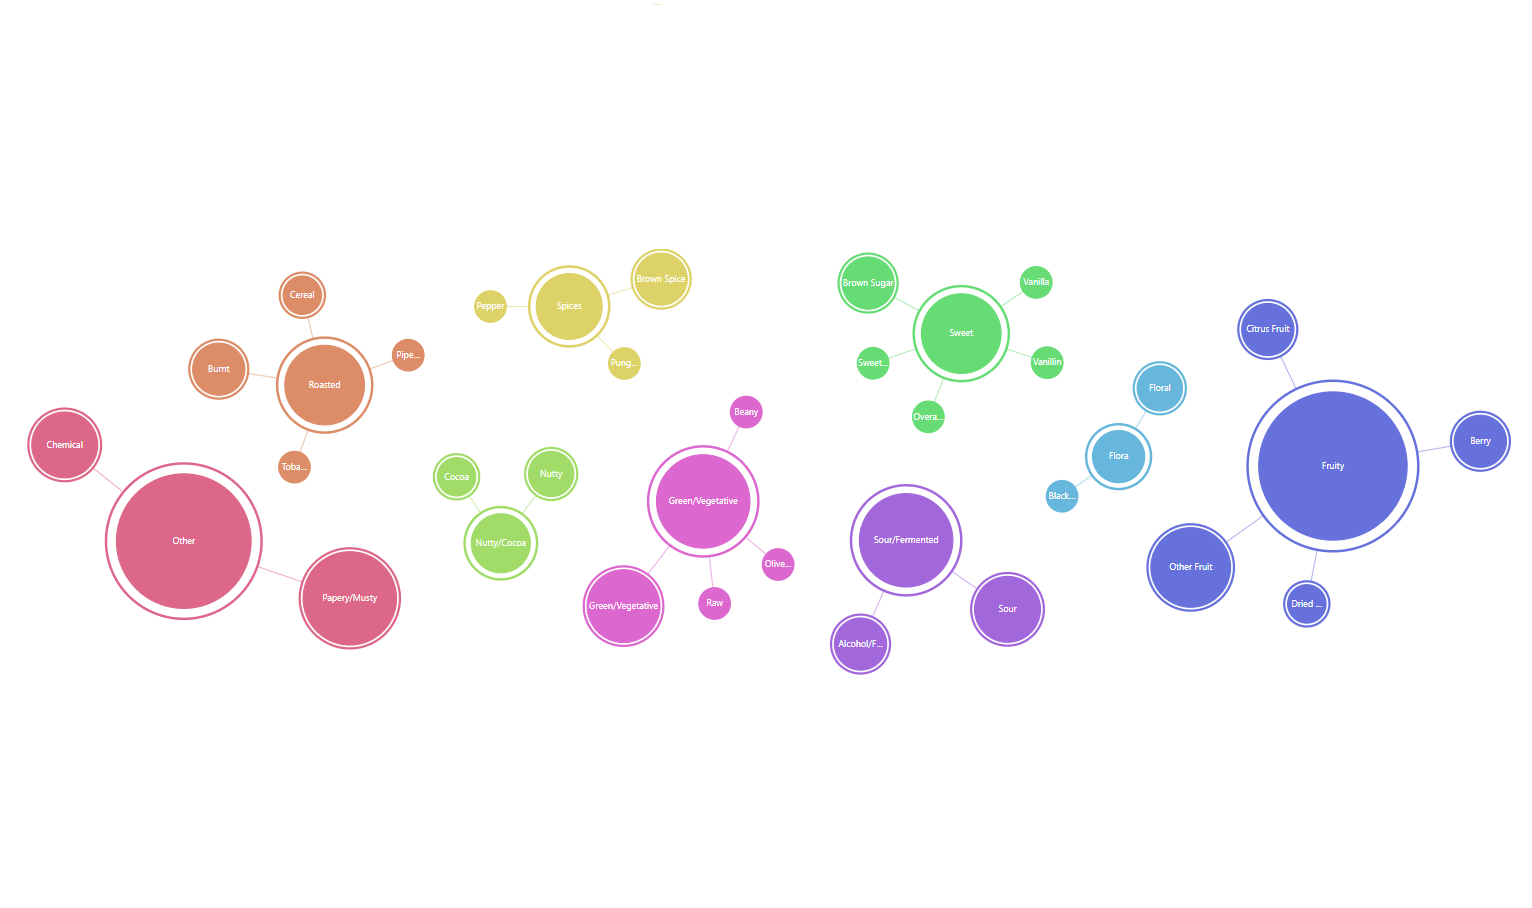 Cereal
Burnt
Roasted
Pipe...
Toba...
Chemical
Other
Papery/Musty
Pepper
Spices
Brown Spice
Pung...
Cocoa
Nutty
Nutty/Cocoa
Beany
Green/Vegetative
Olive...
Green/Vegetative
Raw
Brown Sugar
Sweet
Vanilla
Sweet...
Vanillin
Overa...
Sour/Fermented
Alcohol/F...
Sour
Floral
Flora
Black...
Citrus Fruit
Fruity
Berry
Other Fruit
Dried ...